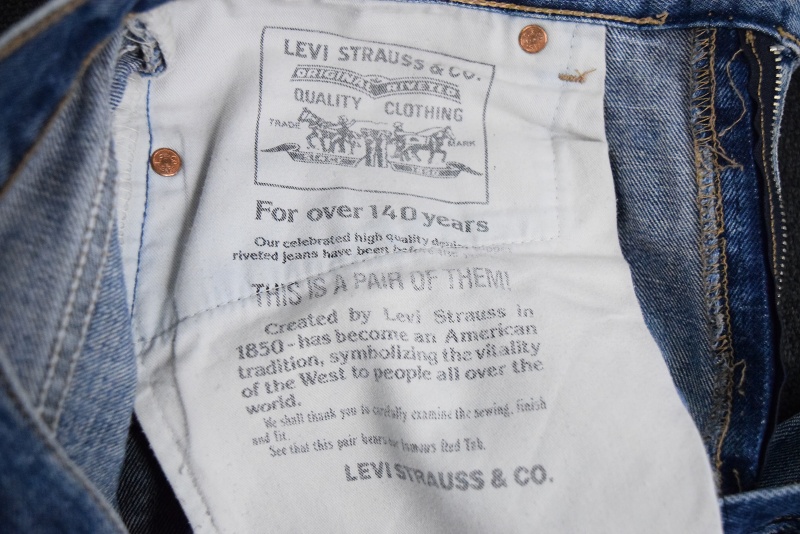 LEVI STRAUSS & CO.
ORIGINAL RIVETED
QUALITY CLOTHING
TRADE MARK
For over 140 years
Our celebrated high quality denim
riveted jeans have been before the
THIS IS A PAIR OF THEM!
Created by Levi Strauss in
1850-has become an American
tradition, symbolizing the vitality
of the West to people all over the
world.
We shall thank you to carefully examine the sewing, finish
and fit.
See that this pair bears famous Red Tab.
LEVI STRAUSS & CO.